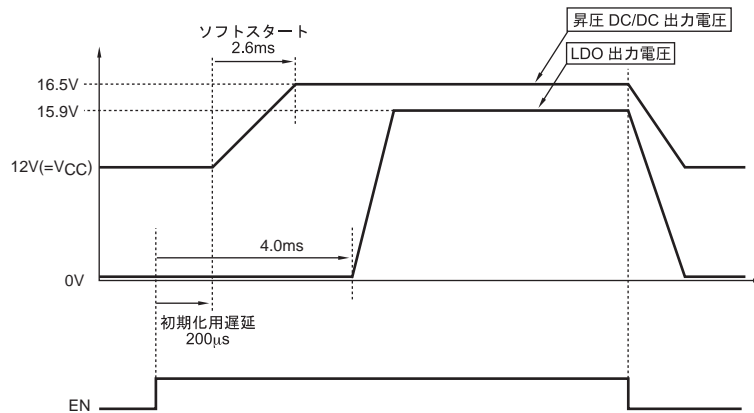 ソフトスタート
2.6ms
昇圧 DC/DC 出力電圧
LDO 出力電圧
16.5V
15.9V
12V(=VCC)
4.0ms
0V
初期化用遅延
200μs
EN